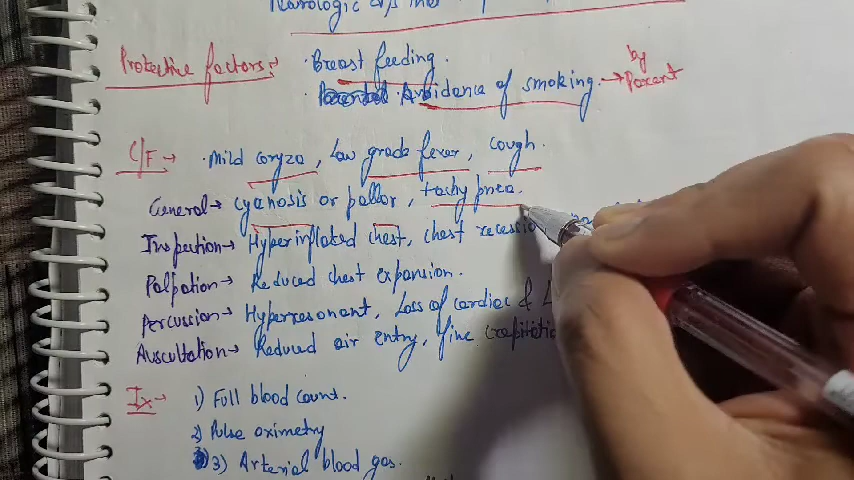 Protective factors:- · Breast feeding.
· Avoidance of smoking. → by Parent
C/F → · Mild coryza, Low grade fever, cough.
General → cyanosis or pallor, tachypnea.
Inspection → Hyperinflated chest, chest recessio
Palpation → Reduced chest expansion.
Percussion → Hyperresonant, Loss of cardiac & L
Auscultation → Reduced air entry, fine crepitatio
Ix → 1) Full blood count.
2) Pulse oximetry
3) Arterial blood gas.